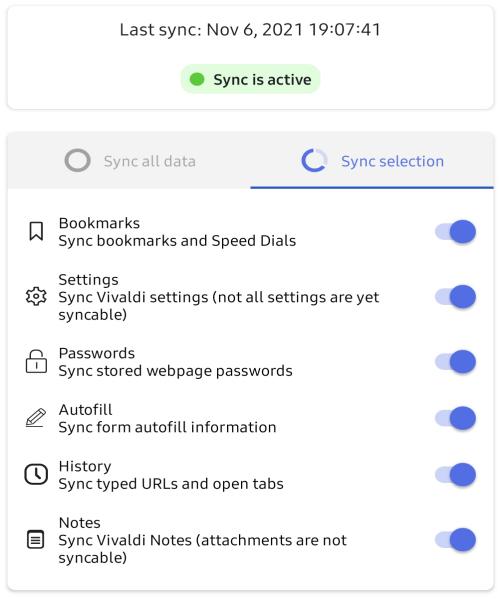 Last sync: Nov 6, 2021 19:07:41
Sync is active
Sync all data
Sync selection
Bookmarks
Sync bookmarks and Speed Dials
Settings
Sync Vivaldi settings (not all settings are yet
syncable)
Passwords
Sync stored webpage passwords
Autofill
Sync form autofill information
History
Sync typed URLs and open tabs
Notes
Sync Vivaldi Notes (attachments are not
syncable)